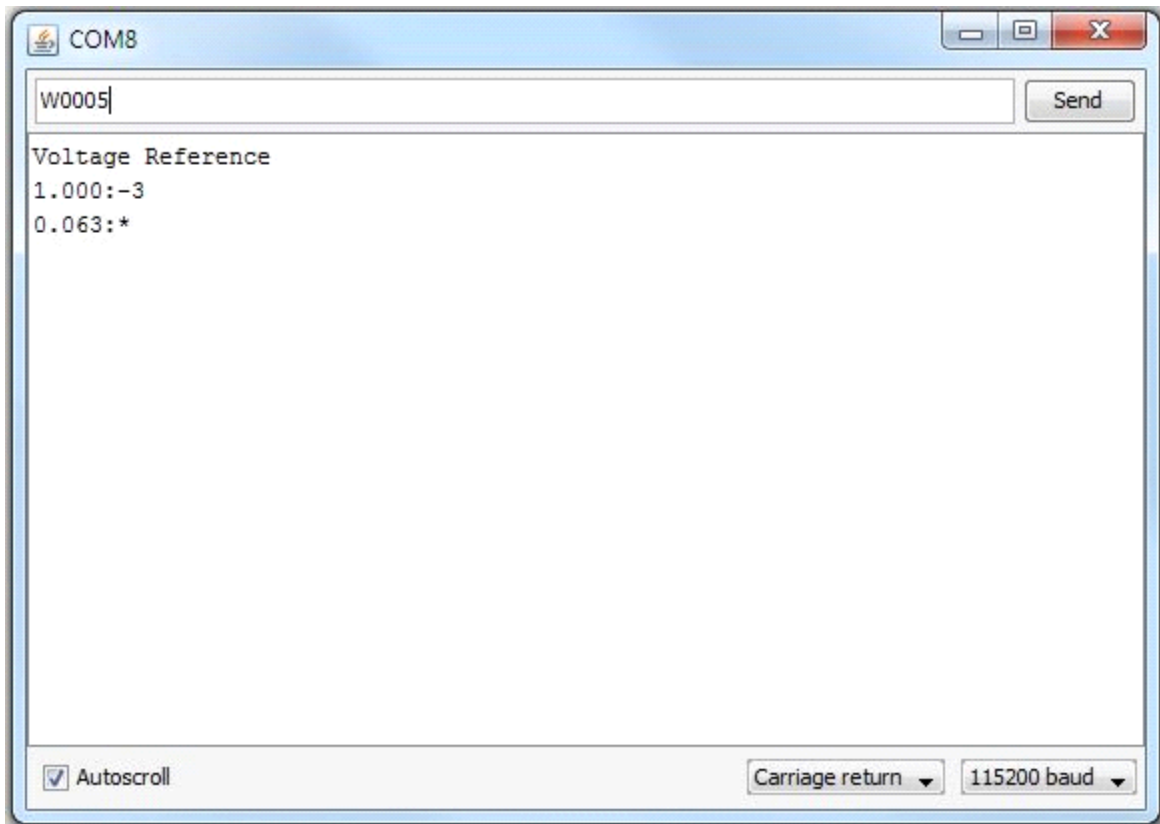 COM8
W0005
Send
Voltage Reference
1.000:-3
0.063:*
Autoscroll
Carriage return
115200 baud